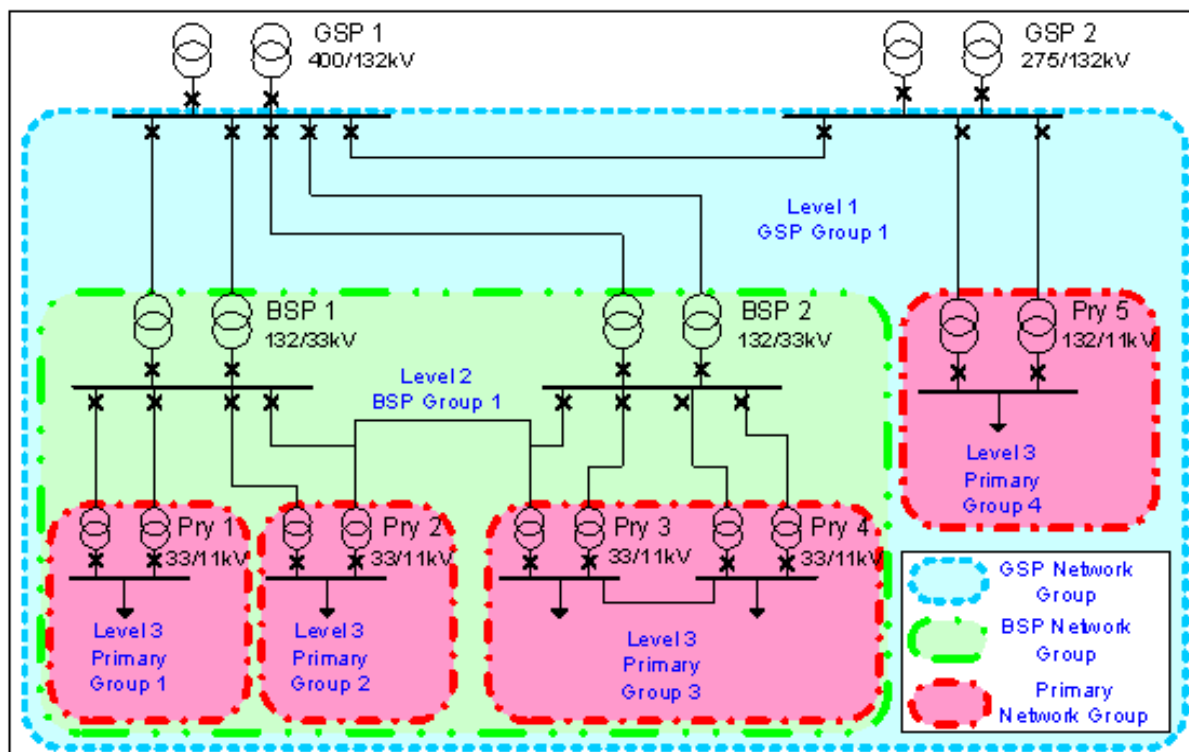 GSP 1
400/132kV
GSP 2
275/132kV
Level 1
GSP Group 1
BSP 1
132/33kV
BSP 2
132/33kV
Pry 5
132/11kV
Level 2
BSP Group 1
Level 3
Primary
Group 4
Pry 1
33/11kV
Pry 2
33/11kV
Pry 3
33/11kV
Pry 4
33/11kV
Level 3
Primary
Group 1
Level 3
Primary
Group 2
Level 3
Primary
Group 3
GSP Network
Group
BSP Network
Group
Primary
Network Group